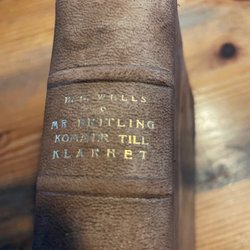 H. G. WELLS
MR BRITLING
KOMMER TILL
KLARHET